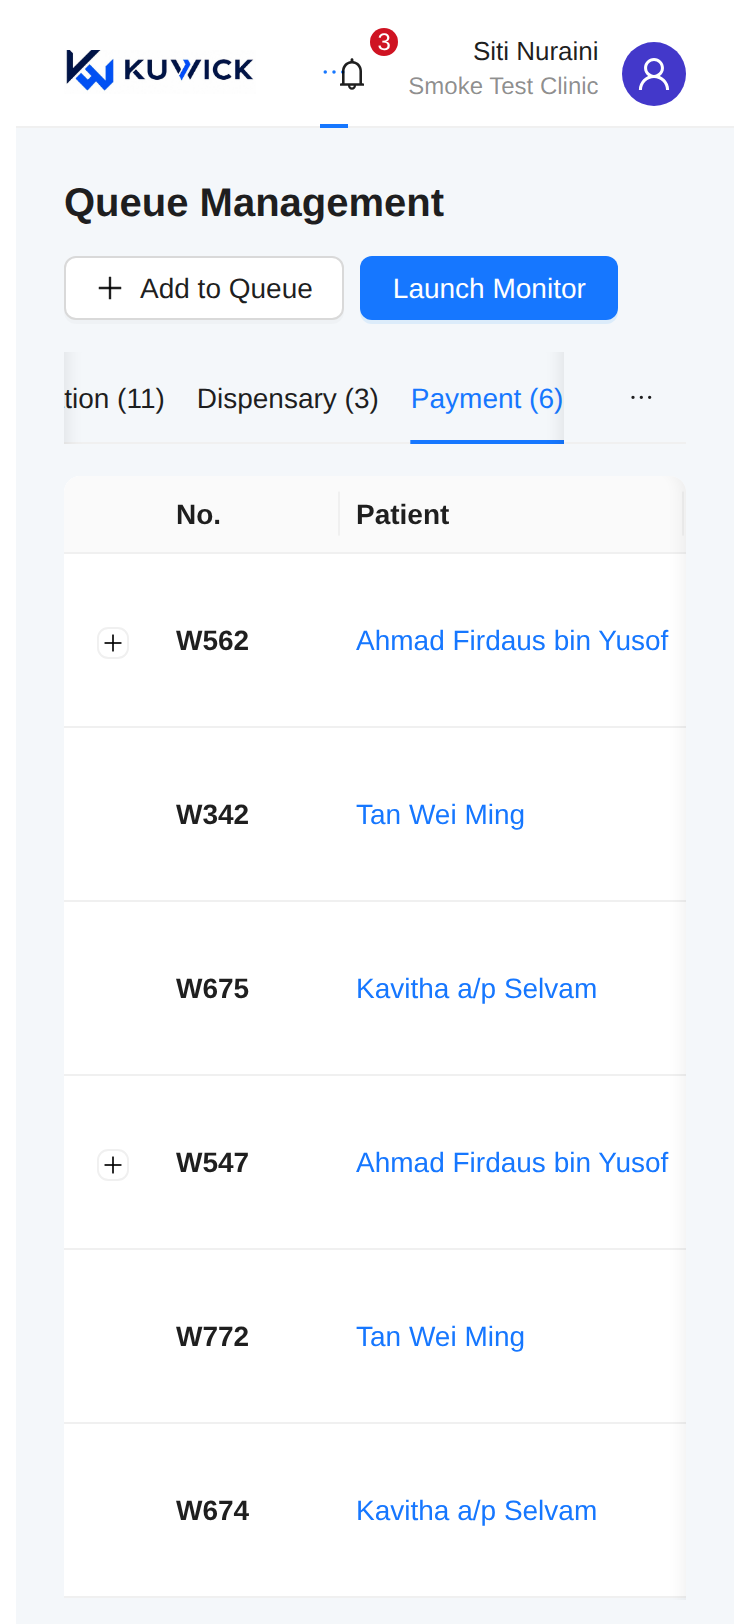 KUWICK
3
Siti Nuraini
Smoke Test Clinic
Queue Management
Add to Queue
Launch Monitor
tion (11) Dispensary (3) Payment (6)
No. Patient
W562 Ahmad Firdaus bin Yusof
W342 Tan Wei Ming
W675 Kavitha a/p Selvam
W547 Ahmad Firdaus bin Yusof
W772 Tan Wei Ming
W674 Kavitha a/p Selvam